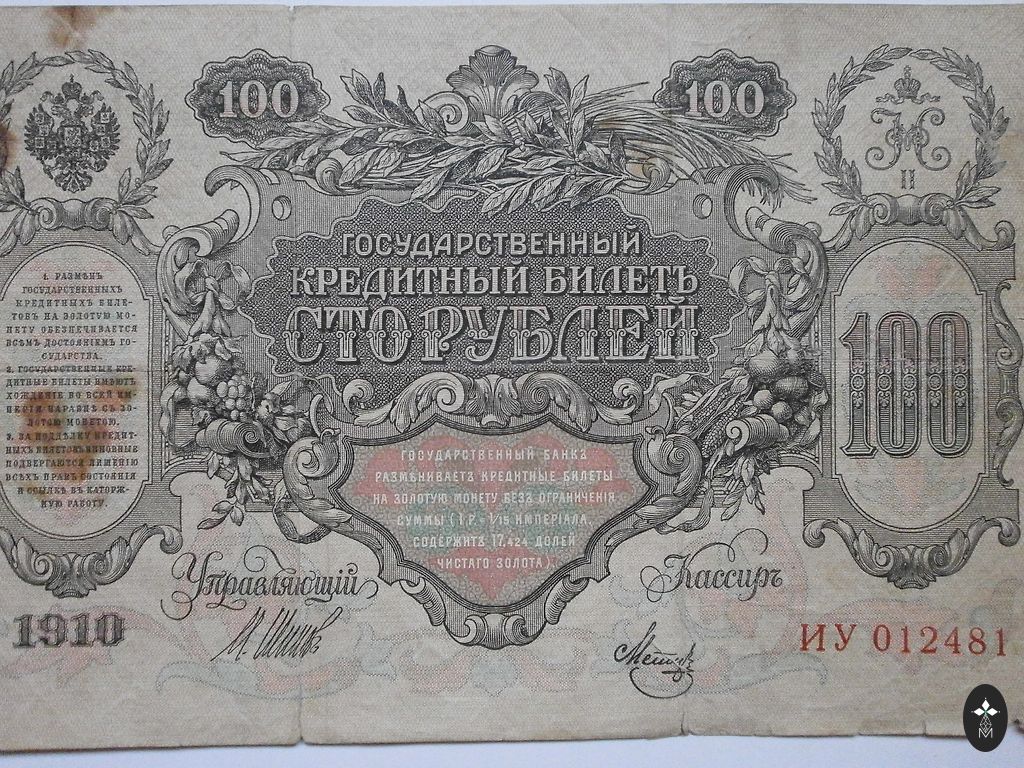 100
100
II
ГОСУДАРСТВЕННЫЙ
КРЕДИТНЫЙ БИЛЕТЪ
СТО РУБЛЕЙ
1. РАЗМѢНЪ
ГОСУДАРСТВЕННЫХЪ
КРЕДИТНЫХЪ БИЛЕ-
ТОВЪ НА ЗОЛОТУЮ МО-
НЕТУ ОБЕЗПЕЧИВАЕТСЯ
ВСѢМЪ ДОСТОЯНІЕМЪ ГО-
СУДАРСТВА.
2. ГОСУДАРСТВЕННЫЕ КРЕ-
ДИТНЫЕ БИЛЕТЫ ИМѢЮТЪ
ХОЖДЕНІЕ ВО ВСЕЙ ИМ-
ПЕРІИ НАРАВНѢ СЪ ЗО-
ЛОТОЮ МОНЕТОЮ.
3. ЗА ПОДДѢЛКУ КРЕДИТ-
НЫХЪ БИЛЕТОВЪ ВИНОВНЫЕ
ПОДВЕРГАЮТСЯ ЛИШЕНІЮ
ВСѢХЪ ПРАВЪ СОСТОЯНІЯ
И ССЫЛКѢ ВЪ КАТОРЖ-
НУЮ РАБОТУ.
100
ГОСУДАРСТВЕННЫЙ БАНКЪ
РАЗМѢНИВАЕТЪ КРЕДИТНЫЕ БИЛЕТЫ
НА ЗОЛОТУЮ МОНЕТУ БЕЗЪ ОГРАНИЧЕНІЯ
СУММЫ (1 Р. = 1/15 ИМПЕРІАЛА,
СОДЕРЖИТЪ 17,424 ДОЛЕЙ
ЧИСТАГО ЗОЛОТА).
Управляющій
Кассиръ
1910
ИУ 012481